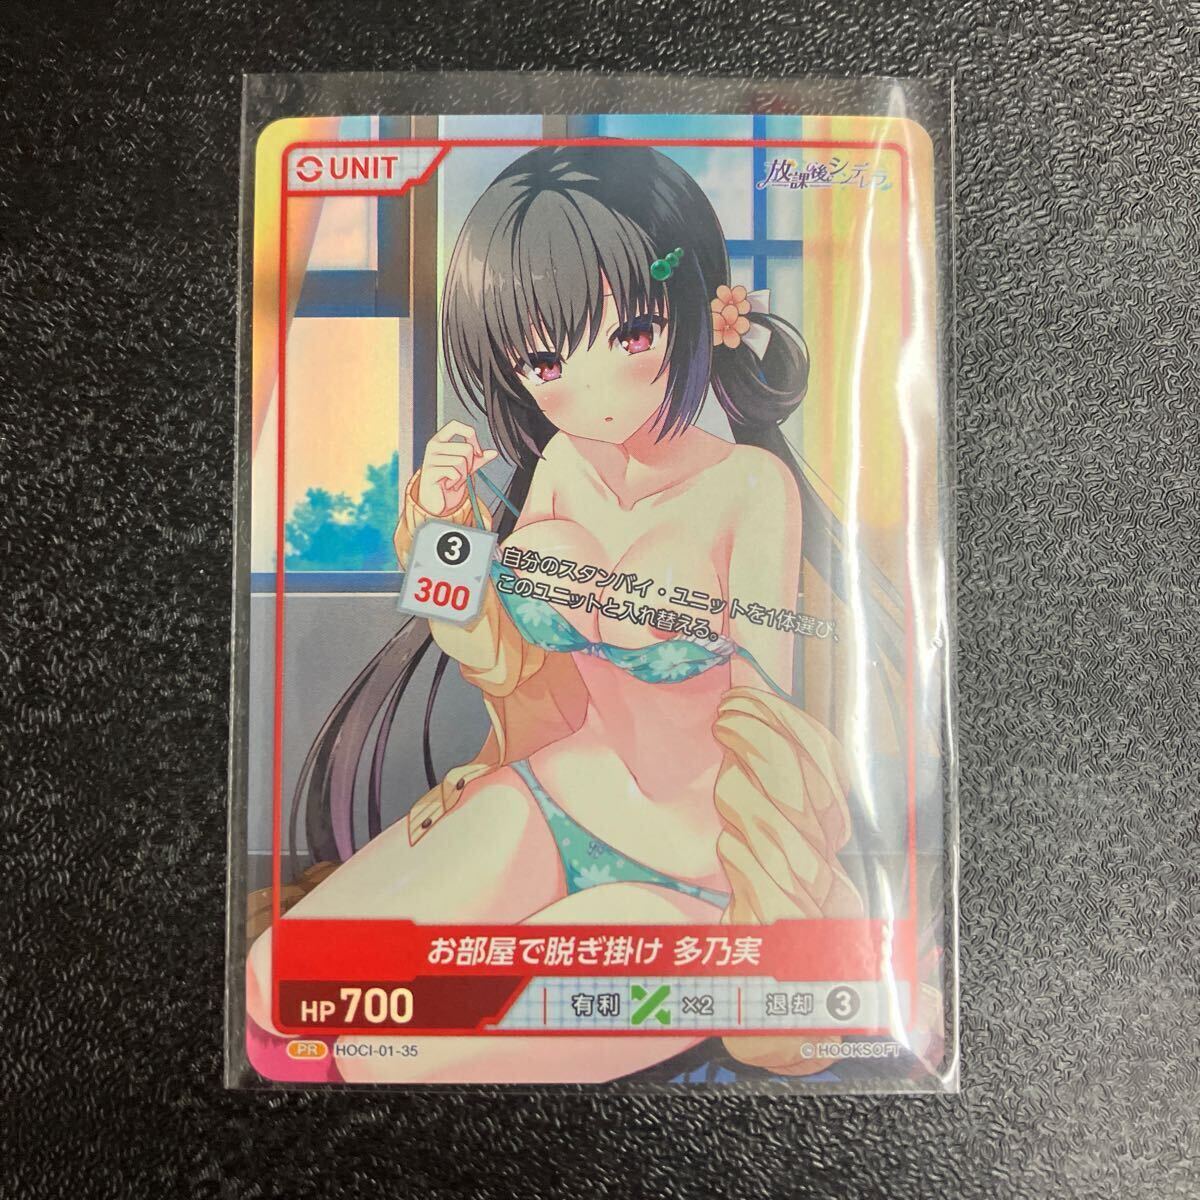 UNIT
放課後シンデレラ
3
300
自分のスタンバイ・ユニットを1体選び、
このユニットと入れ替える。
お部屋で脱ぎ掛け 多乃実
HP 700
有利 ×2
退却 3
PR HOCI-01-35
© HOOKSOFT